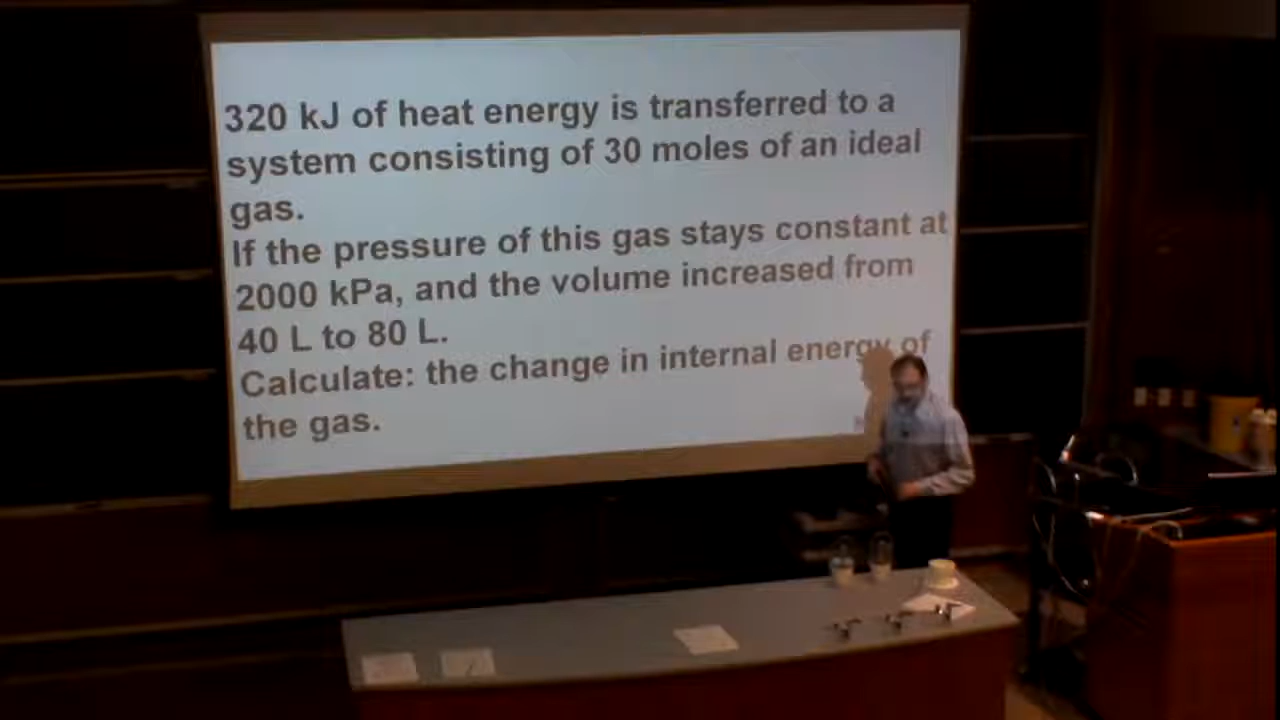 320 kJ of heat energy is transferred to a
system consisting of 30 moles of an ideal
gas.
If the pressure of this gas stays constant at
2000 kPa, and the volume increased from
40 L to 80 L.
Calculate: the change in internal energy of
the gas.